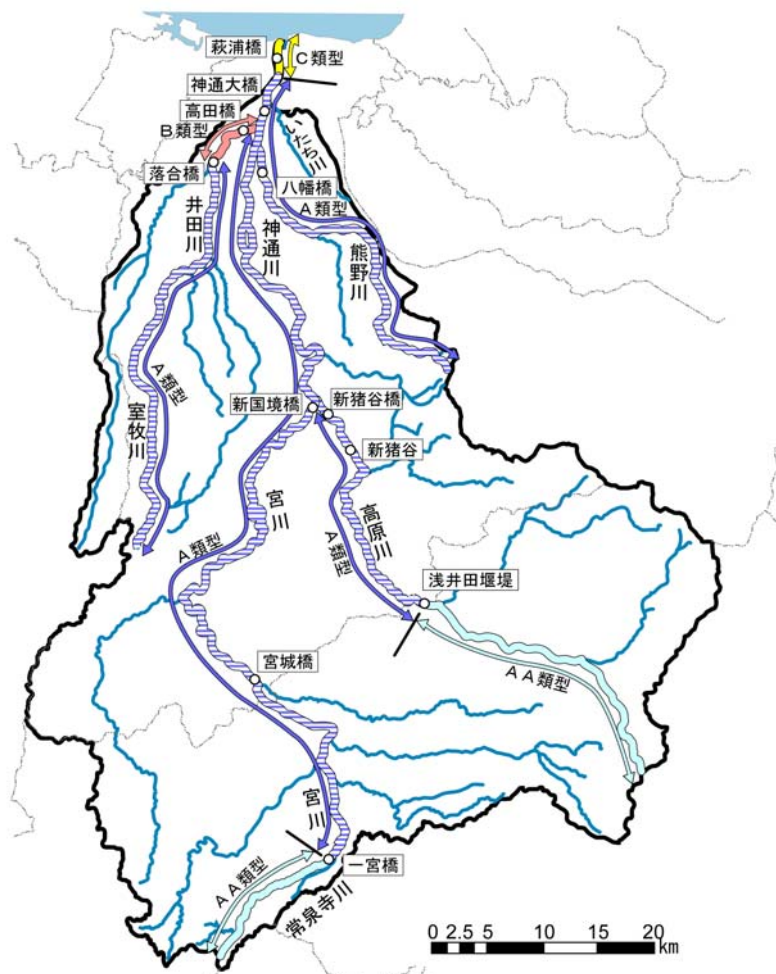 萩浦橋
C類型
神通大橋
高田橋
B類型
いたち川
落合橋
八幡橋
A類型
井田川
神通川
熊野川
A類型
新国境橋
新猪谷橋
室牧川
新猪谷
宮川
高原川
A類型
A類型
浅井田堰堤
宮城橋
AA類型
宮川
一宮橋
AA類型
常泉寺川
0 2.5 5 10 15 20
km